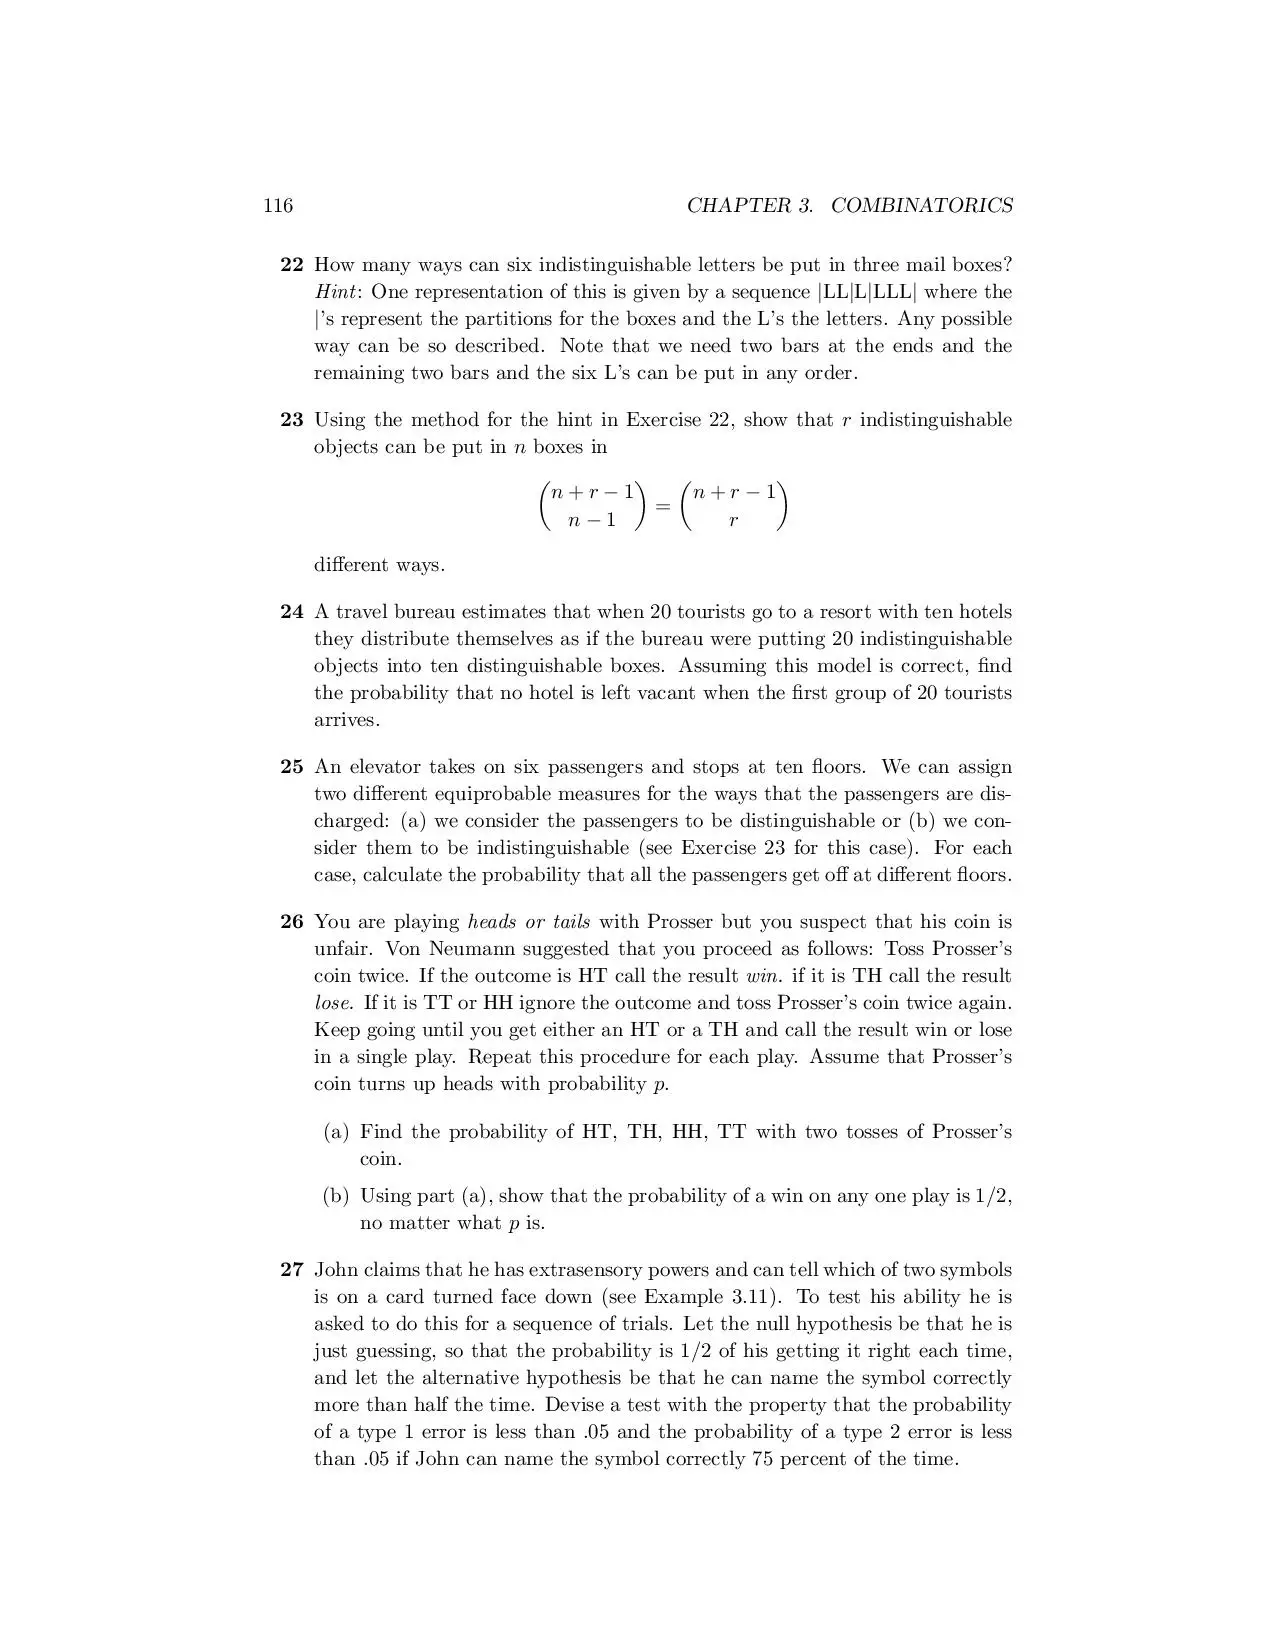 116 CHAPTER 3. COMBINATORICS
22 How many ways can six indistinguishable letters be put in three mail boxes?
Hint: One representation of this is given by a sequence |LL|L|LLL| where the
|’s represent the partitions for the boxes and the L’s the letters. Any possible
way can be so described. Note that we need two bars at the ends and the
remaining two bars and the six L’s can be put in any order.
23 Using the method for the hint in Exercise 22, show that r indistinguishable
objects can be put in n boxes in
(n + r − 1
n − 1) = (n + r − 1
r)
different ways.
24 A travel bureau estimates that when 20 tourists go to a resort with ten hotels
they distribute themselves as if the bureau were putting 20 indistinguishable
objects into ten distinguishable boxes. Assuming this model is correct, find
the probability that no hotel is left vacant when the first group of 20 tourists
arrives.
25 An elevator takes on six passengers and stops at ten floors. We can assign
two different equiprobable measures for the ways that the passengers are dis-
charged: (a) we consider the passengers to be distinguishable or (b) we con-
sider them to be indistinguishable (see Exercise 23 for this case). For each
case, calculate the probability that all the passengers get off at different floors.
26 You are playing heads or tails with Prosser but you suspect that his coin is
unfair. Von Neumann suggested that you proceed as follows: Toss Prosser’s
coin twice. If the outcome is HT call the result win. if it is TH call the result
lose. If it is TT or HH ignore the outcome and toss Prosser’s coin twice again.
Keep going until you get either an HT or a TH and call the result win or lose
in a single play. Repeat this procedure for each play. Assume that Prosser’s
coin turns up heads with probability p.
(a) Find the probability of HT, TH, HH, TT with two tosses of Prosser’s
coin.
(b) Using part (a), show that the probability of a win on any one play is 1/2,
no matter what p is.
27 John claims that he has extrasensory powers and can tell which of two symbols
is on a card turned face down (see Example 3.11). To test his ability he is
asked to do this for a sequence of trials. Let the null hypothesis be that he is
just guessing, so that the probability is 1/2 of his getting it right each time,
and let the alternative hypothesis be that he can name the symbol correctly
more than half the time. Devise a test with the property that the probability
of a type 1 error is less than .05 and the probability of a type 2 error is less
than .05 if John can name the symbol correctly 75 percent of the time.